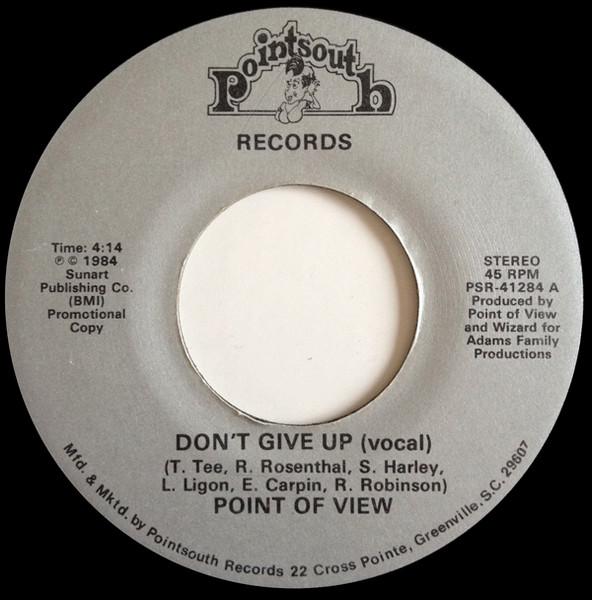 Pointsouth
RECORDS
Time: 4:14
℗ © 1984
Sunart
Publishing Co.
(BMI)
Promotional
Copy
STEREO
45 RPM
PSR-41284 A
Produced by
Point of View
and Wizard for
Adams Family
Productions
DON'T GIVE UP (vocal)
(T. Tee, R. Rosenthal, S. Harley,
L. Ligon, E. Carpin, R. Robinson)
POINT OF VIEW
Mfd. & Mktd. by Pointsouth Records 22 Cross Pointe, Greenville, S.C. 29607